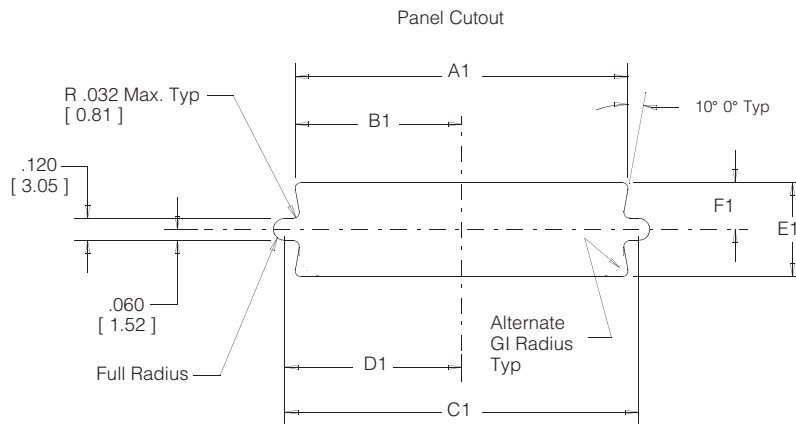 Panel Cutout
A1
R .032 Max. Typ
[ 0.81 ]
10° 0° Typ
B1
.120
[ 3.05 ]
F1
E1
.060
[ 1.52 ]
Alternate
GI Radius
Typ
D1
Full Radius
C1